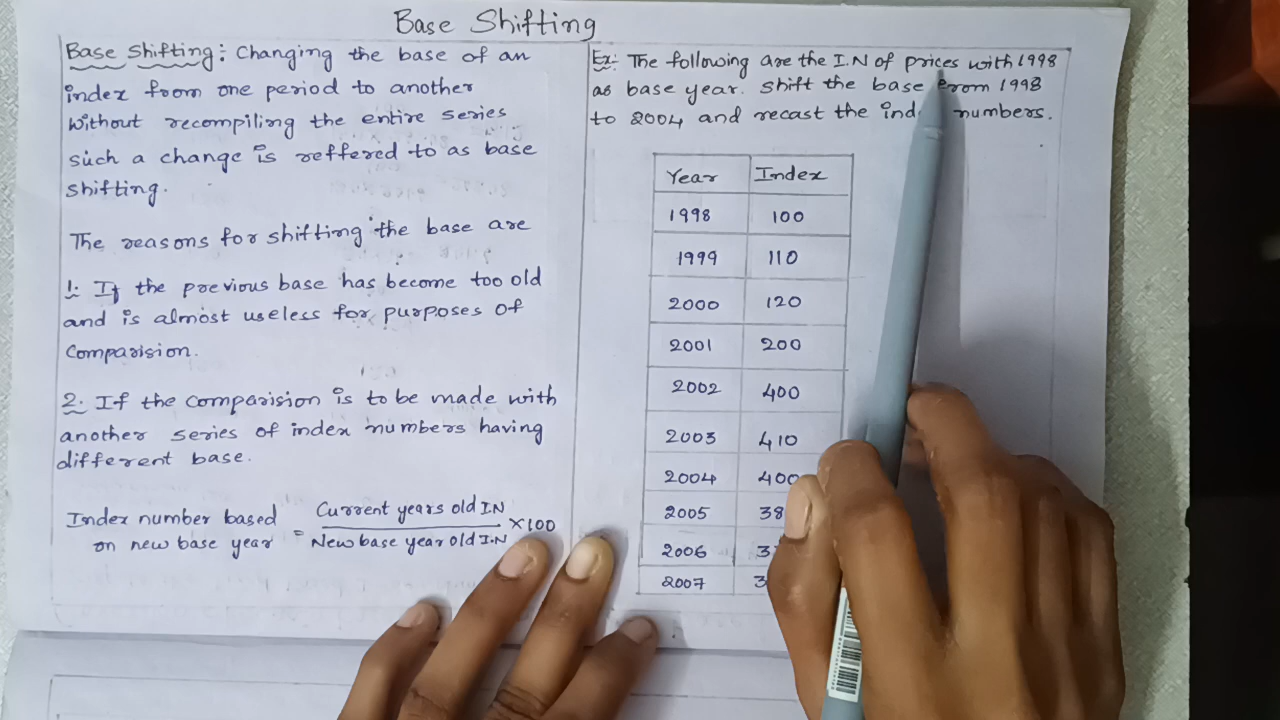 Base Shifting
Base Shifting: Changing the base of an
index from one period to another
without recompiling the entire series
such a change is reffered to as base
shifting.
The reasons for shifting the base are
1. If the previous base has become too old
and is almost useless for purposes of
Comparision.
2. If the comparision is to be made with
another series of index numbers having
different base.
Index number based
on new base year = Current years old IN / New base year old I.N × 100
Ex: The following are the I.N of prices with 1998
as base year. Shift the base from 1998
to 2004 and recast the numbers.
Year Index
1998 100
1999 110
2000 120
2001 200
2002 400
2003 410
2004 400
2005
2006
2007